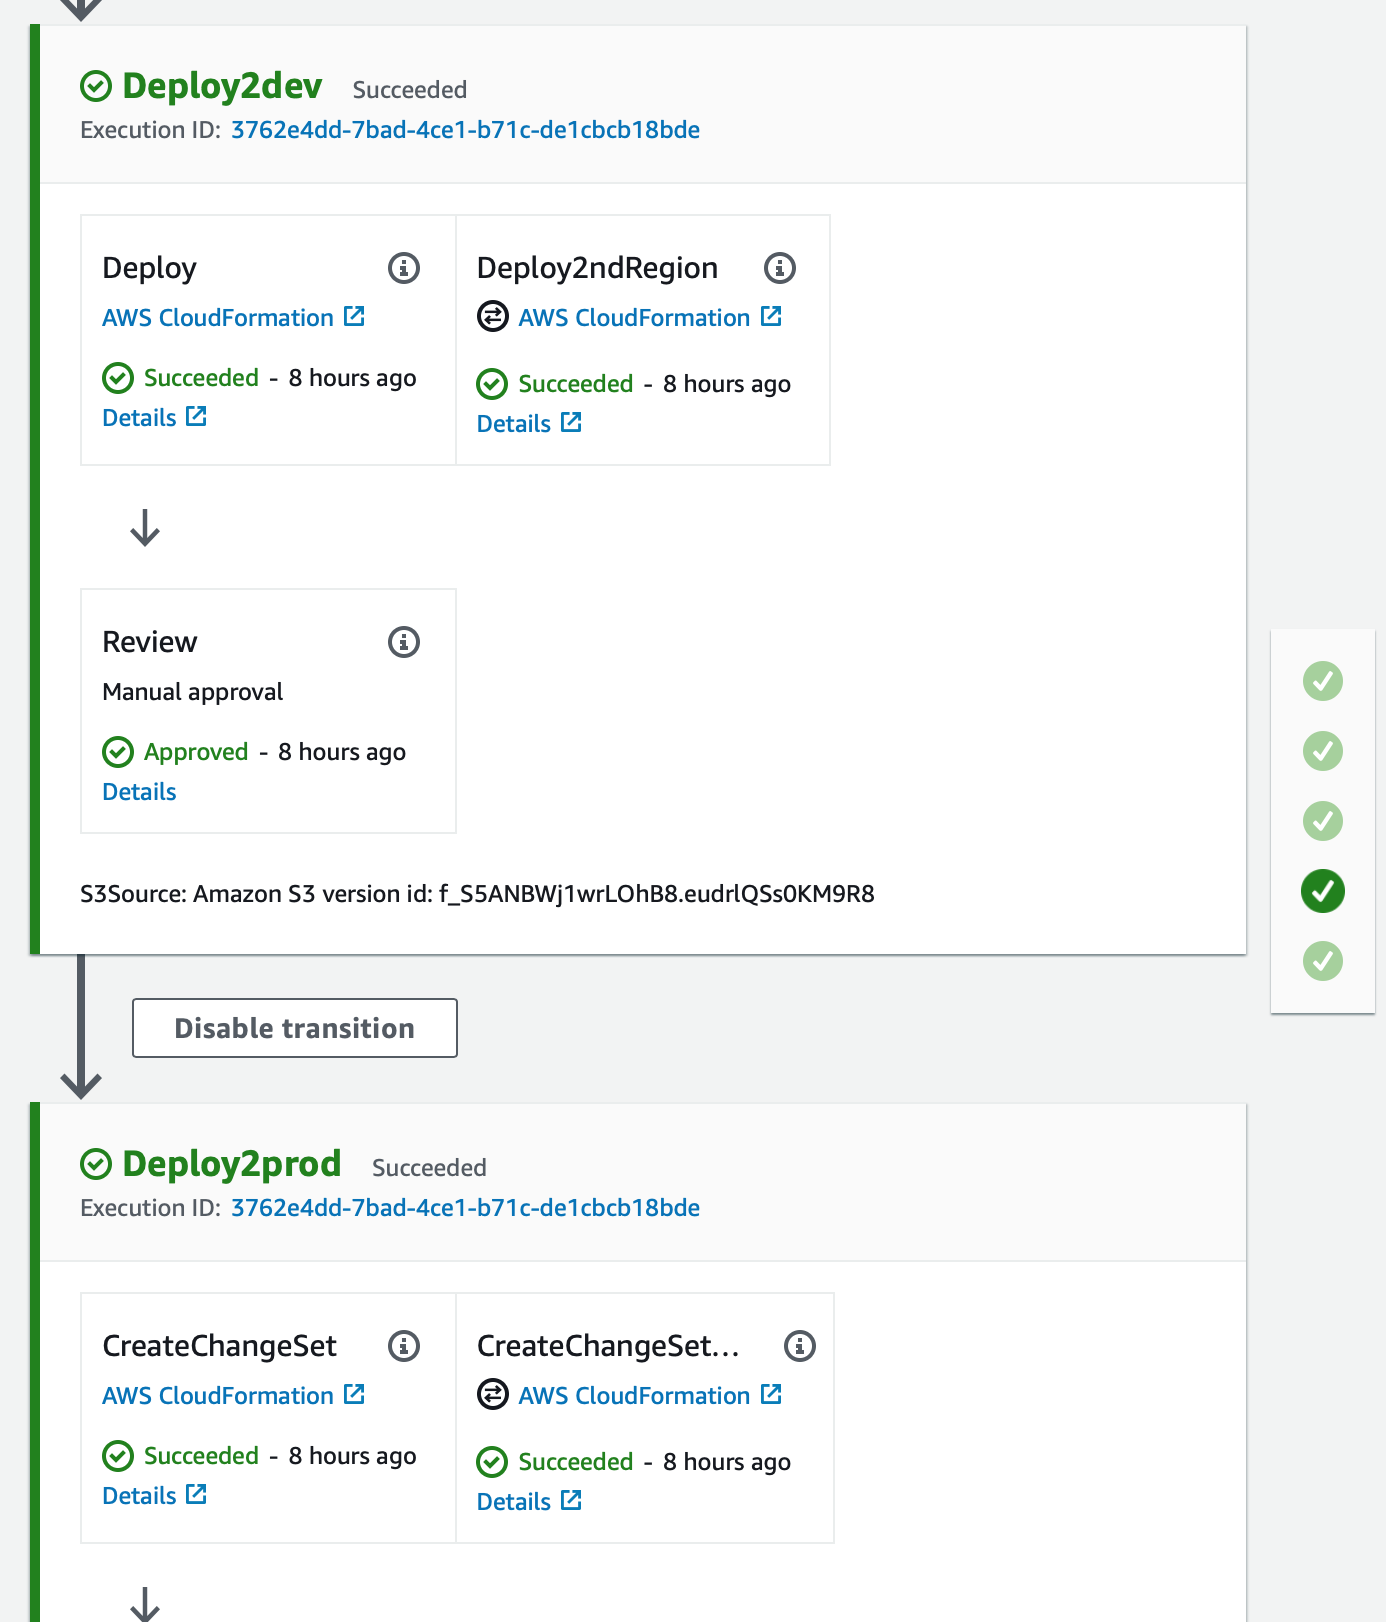 Deploy2dev Succeeded
Execution ID: 3762e4dd-7bad-4ce1-b71c-de1cbcb18bde
Deploy
AWS CloudFormation
Succeeded - 8 hours ago
Details
Deploy2ndRegion
AWS CloudFormation
Succeeded - 8 hours ago
Details
Review
Manual approval
Approved - 8 hours ago
Details
S3Source: Amazon S3 version id: f_S5ANBWj1wrLOhB8.eudrlQSs0KM9R8
Disable transition
Deploy2prod Succeeded
Execution ID: 3762e4dd-7bad-4ce1-b71c-de1cbcb18bde
CreateChangeSet
AWS CloudFormation
Succeeded - 8 hours ago
Details
CreateChangeSet...
AWS CloudFormation
Succeeded - 8 hours ago
Details